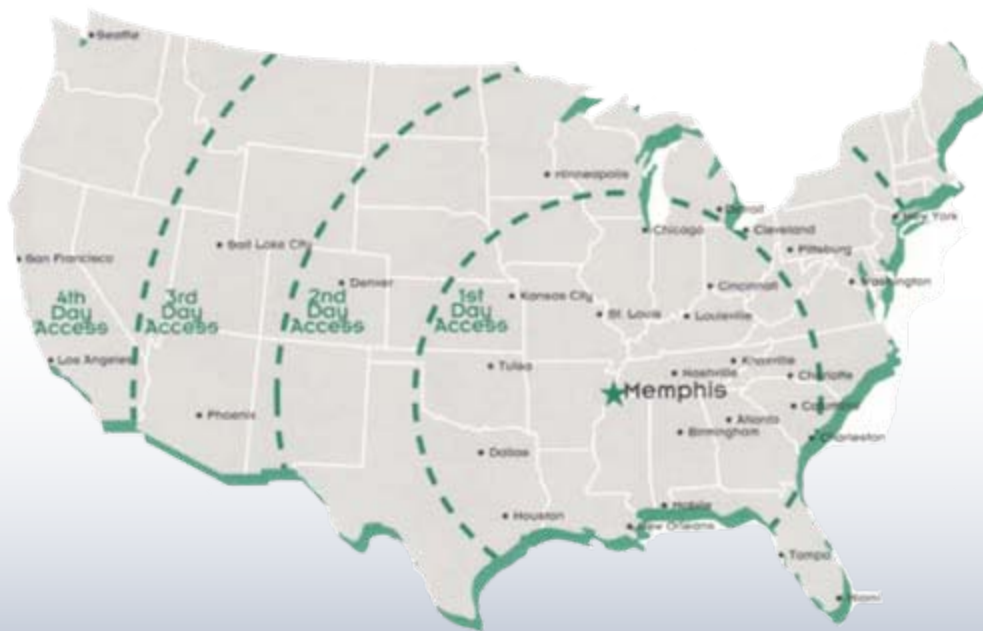 Seattle
Minneapolis
Detroit
New York
Chicago
Cleveland
Salt Lake City
Pittsburg
San Francisco
Denver
Washington
Cincinnati
Kansas City
4th
Day
Access
3rd
Day
Access
2nd
Day
Access
1st
Day
Access
St. Louis
Louisville
Los Angeles
Knoxville
Tulsa
Nashville
Charlotte
Memphis
Columbia
Phoenix
Atlanta
Birmingham
Charleston
Dallas
Mobile
Houston
New Orleans
Tampa
Miami